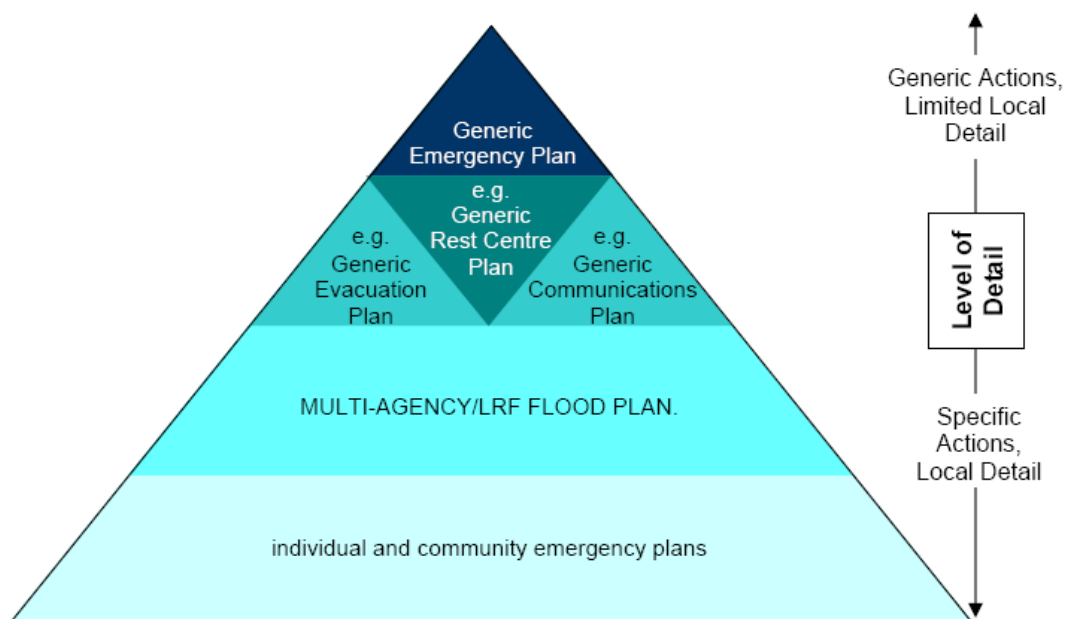 Generic
Emergency Plan
e.g.
Generic
Rest Centre
Plan
e.g.
Generic
Evacuation
Plan
e.g.
Generic
Communications
Plan
MULTI-AGENCY/LRF FLOOD PLAN.
individual and community emergency plans
Generic Actions,
Limited Local
Detail
Level of
Detail
Specific
Actions,
Local Detail